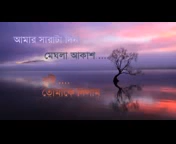 আমার সারাটা দিন
মেঘলা আকাশ ....
তোমাকে দিলাম